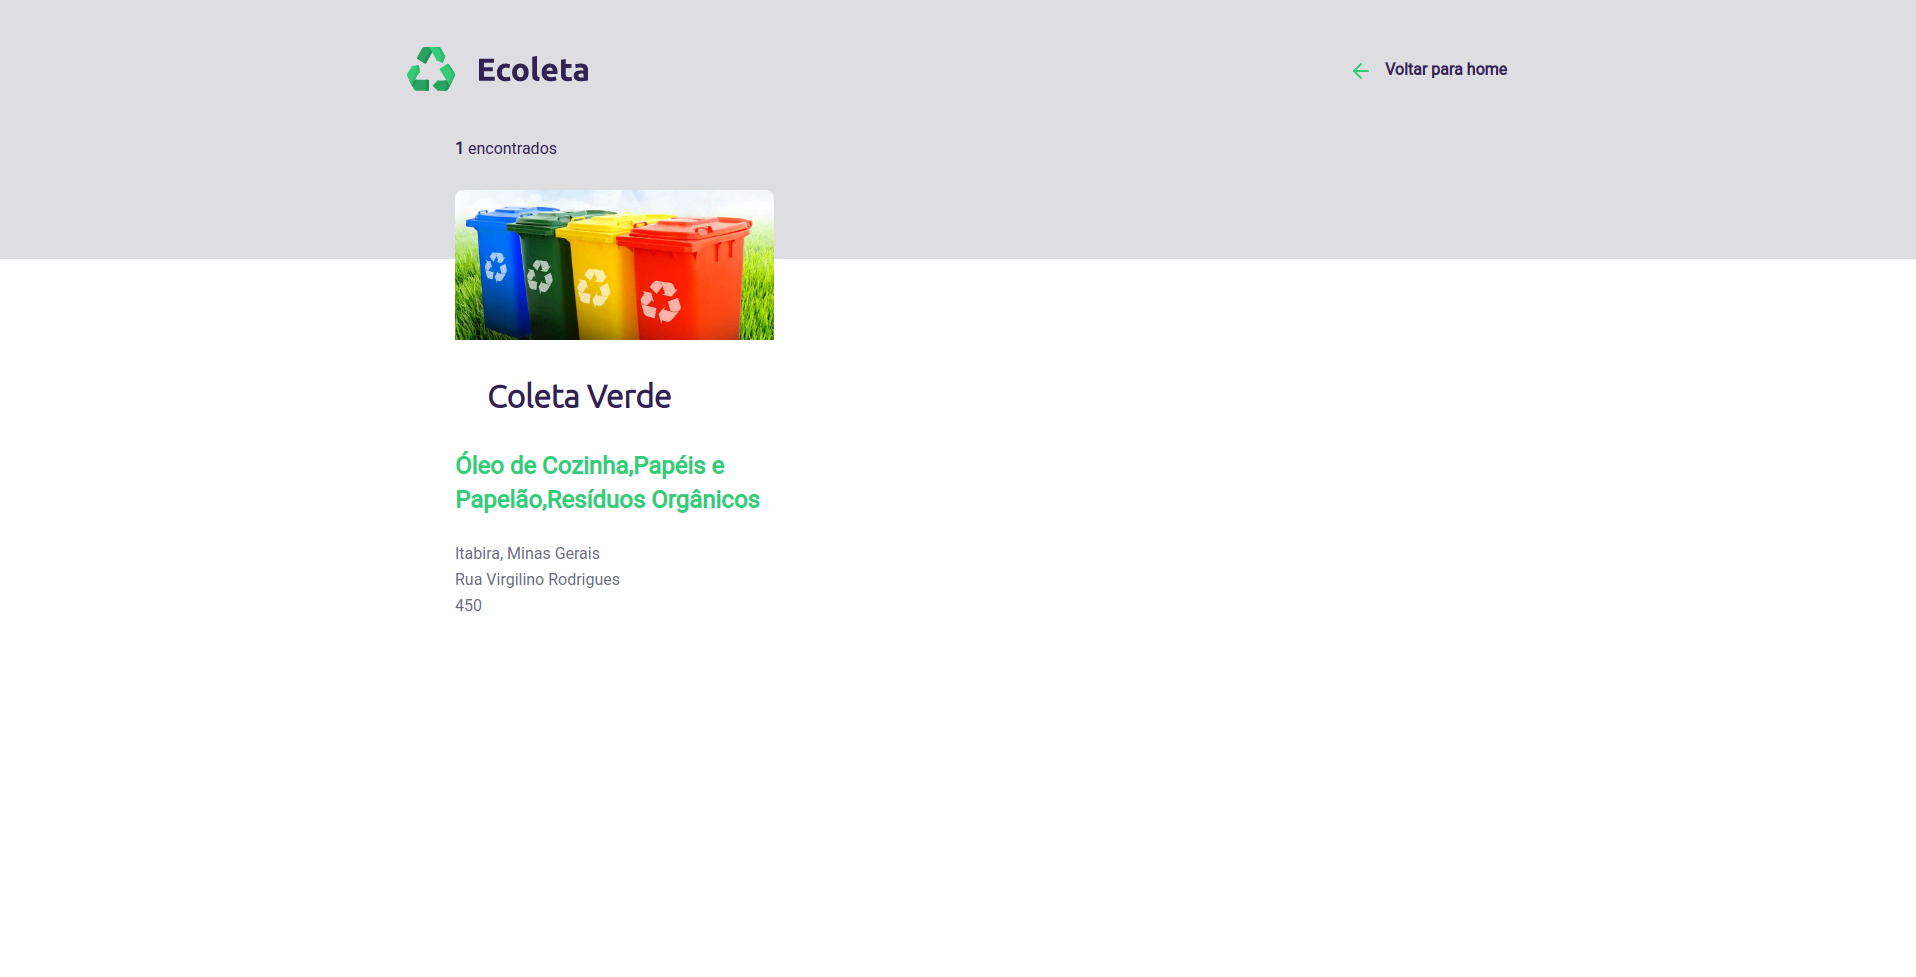 Ecoleta
Voltar para home
1 encontrados
Coleta Verde
Óleo de Cozinha,Papéis e
Papelão,Resíduos Orgânicos
Itabira, Minas Gerais
Rua Virgilino Rodrigues
450